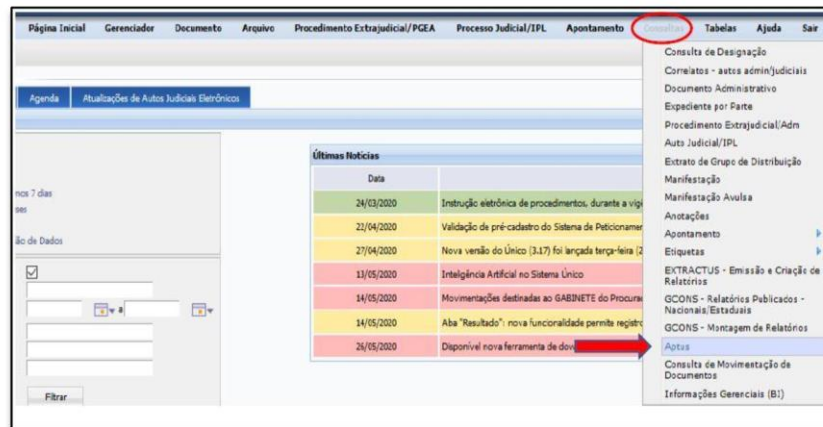 Página Inicial Gerenciador Documento Arquivo Procedimento Extrajudicial/PGEA Processo Judicial/IPL Apontamento Consultas Tabelas Ajuda Sair
Agenda Atualizações de Autos Judiciais Eletrônicos
nos 7 dias
ses
ão de Dados
a
Filtrar
Últimas Notícias
Data
24/03/2020 Instrução eletrônica de procedimentos, durante a vigê
22/04/2020 Validação de pré-cadastro do Sistema de Peticionamen
27/04/2020 Nova versão do Único (3.17) foi lançada terça-feira (2
13/05/2020 Inteligência Artificial no Sistema Único
14/05/2020 Movimentações destinadas ao GABINETE do Procurad
14/05/2020 Aba "Resultado": nova funcionalidade permite registro
26/05/2020 Disponível nova ferramenta de dow
Consulta de Designação
Correlatos - autos admin/judiciais
Documento Administrativo
Expediente por Parte
Procedimento Extrajudicial/Adm
Auto Judicial/IPL
Extrato de Grupo de Distribuição
Manifestação
Manifestação Avulsa
Anotações
Apontamento
Etiquetas
EXTRACTUS - Emissão e Criação de
Relatórios
GCONS - Relatórios Publicados -
Nacionais/Estaduais
GCONS - Montagem de Relatórios
Aptus
Consulta de Movimentação de
Documentos
Informações Gerenciais (BI)